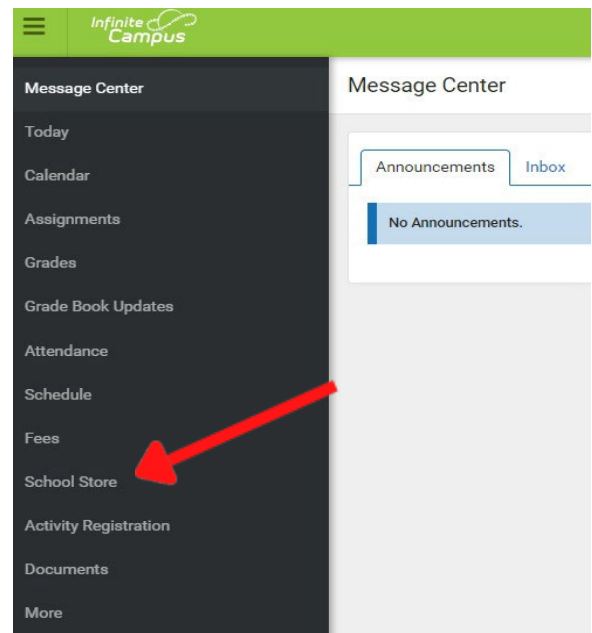 Infinite
Campus
Message Center
Today
Calendar
Assignments
Grades
Grade Book Updates
Attendance
Schedule
Fees
School Store
Activity Registration
Documents
More
Message Center
Announcements Inbox
No Announcements.